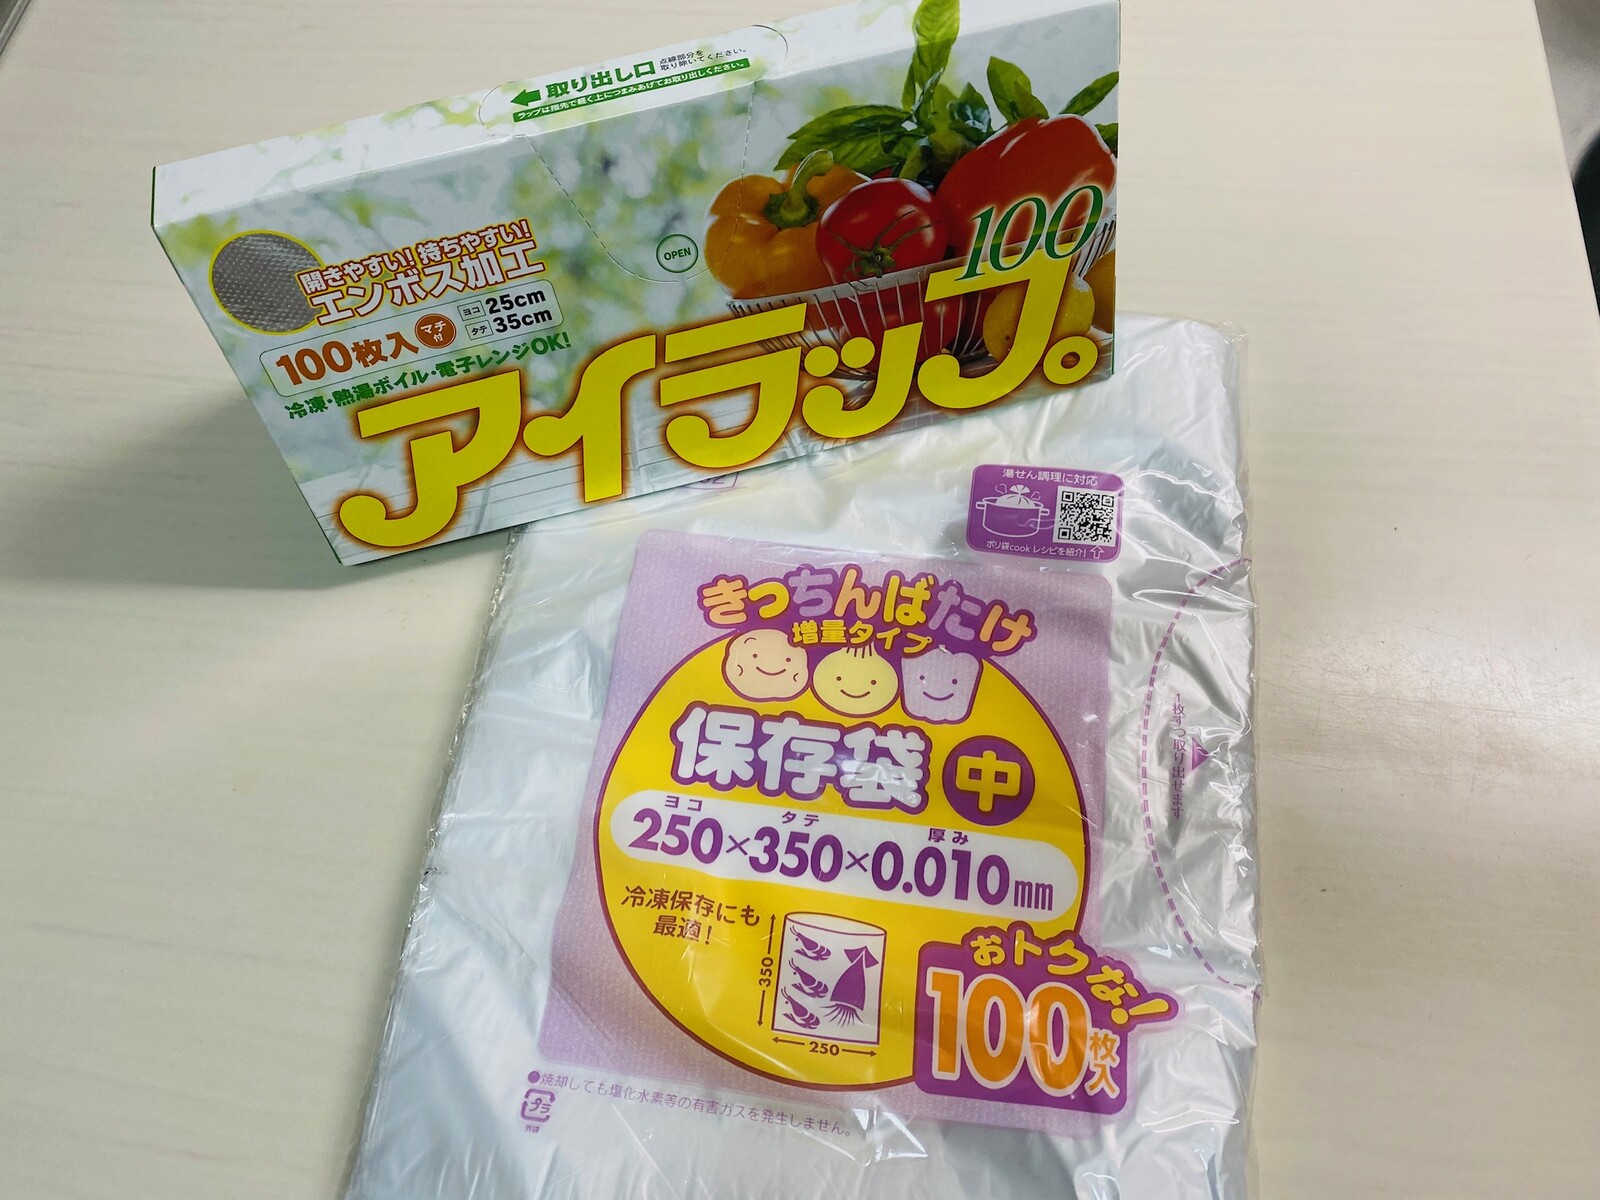 取り出し口
点線部分を
取り除いてください。
ラップは指先で軽く上につまみあげてお取り出しください。
OPEN
開きやすい！持ちやすい！
エンボス加工
100枚入
マチ付
ヨコ 25cm
タテ 35cm
冷凍・熱湯ボイル・電子レンジOK！
100
アイラップ。
湯せん調理に対応
ポリ袋cook レシピを紹介！
きっちんばたけ
増量タイプ
保存袋 中
ヨコ タテ 厚み
250×350×0.010mm
冷凍保存にも
最適！
350
250
おトクな！
100枚入
1枚ずつ取り出せます
●焼却しても塩化水素等の有害ガスを発生しません。
プラ
外袋